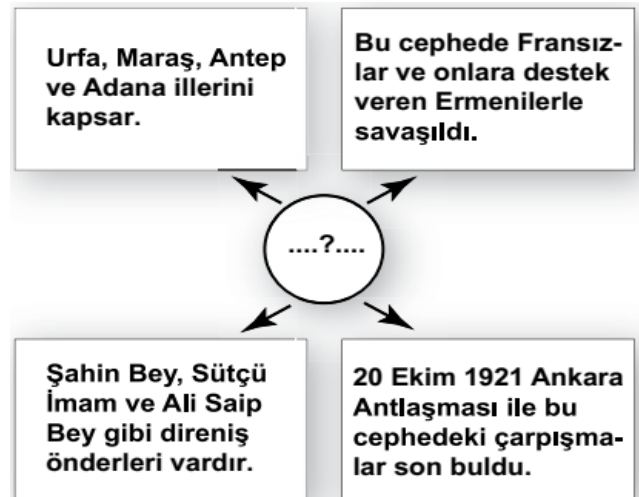 Urfa, Maraş, Antep
ve Adana illerini
kapsar.
Bu cephede Fransız-
lar ve onlara destek
veren Ermenilerle
savaşıldı.
....?....
Şahin Bey, Sütçü
İmam ve Ali Saip
Bey gibi direniş
önderleri vardır.
20 Ekim 1921 Ankara
Antlaşması ile bu
cephedeki çarpışma-
lar son buldu.